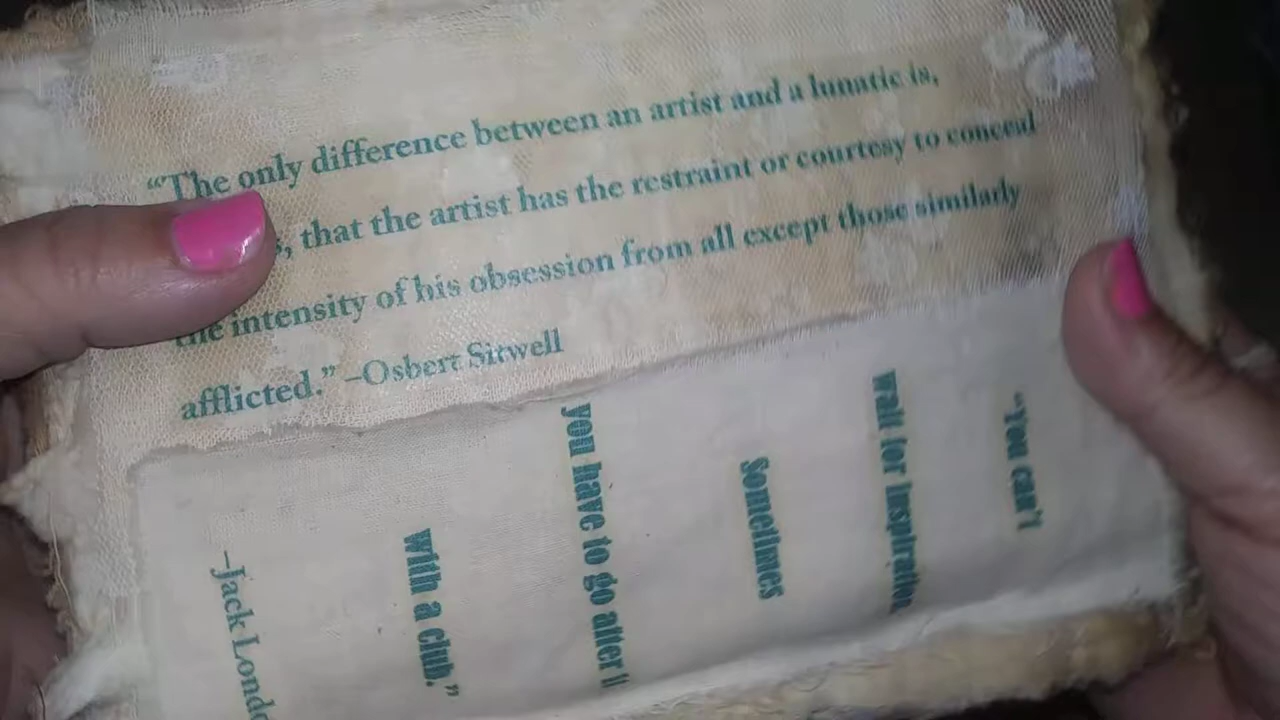 “The only difference between an artist and a lunatic is,
, that the artist has the restraint or courtesy to conceal
the intensity of his obsession from all except those similarly
afflicted.” –Osbert Sitwell
“You can't
wait for inspiration.
Sometimes
you have to go after it
with a club.”
–Jack Londo